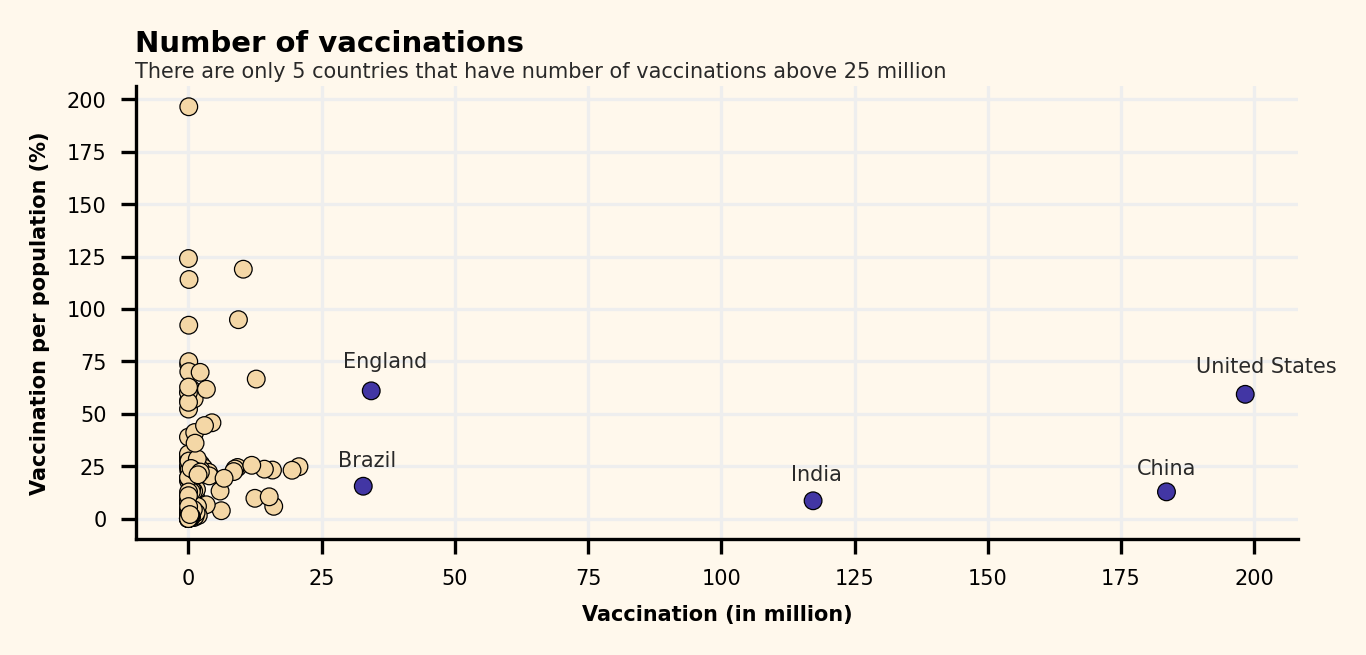 Number of vaccinations
There are only 5 countries that have number of vaccinations above 25 million
Vaccination per population (%)
200
175
150
125
100
75
50
25
0
England
Brazil
India
United States
China
0 25 50 75 100 125 150 175 200
Vaccination (in million)